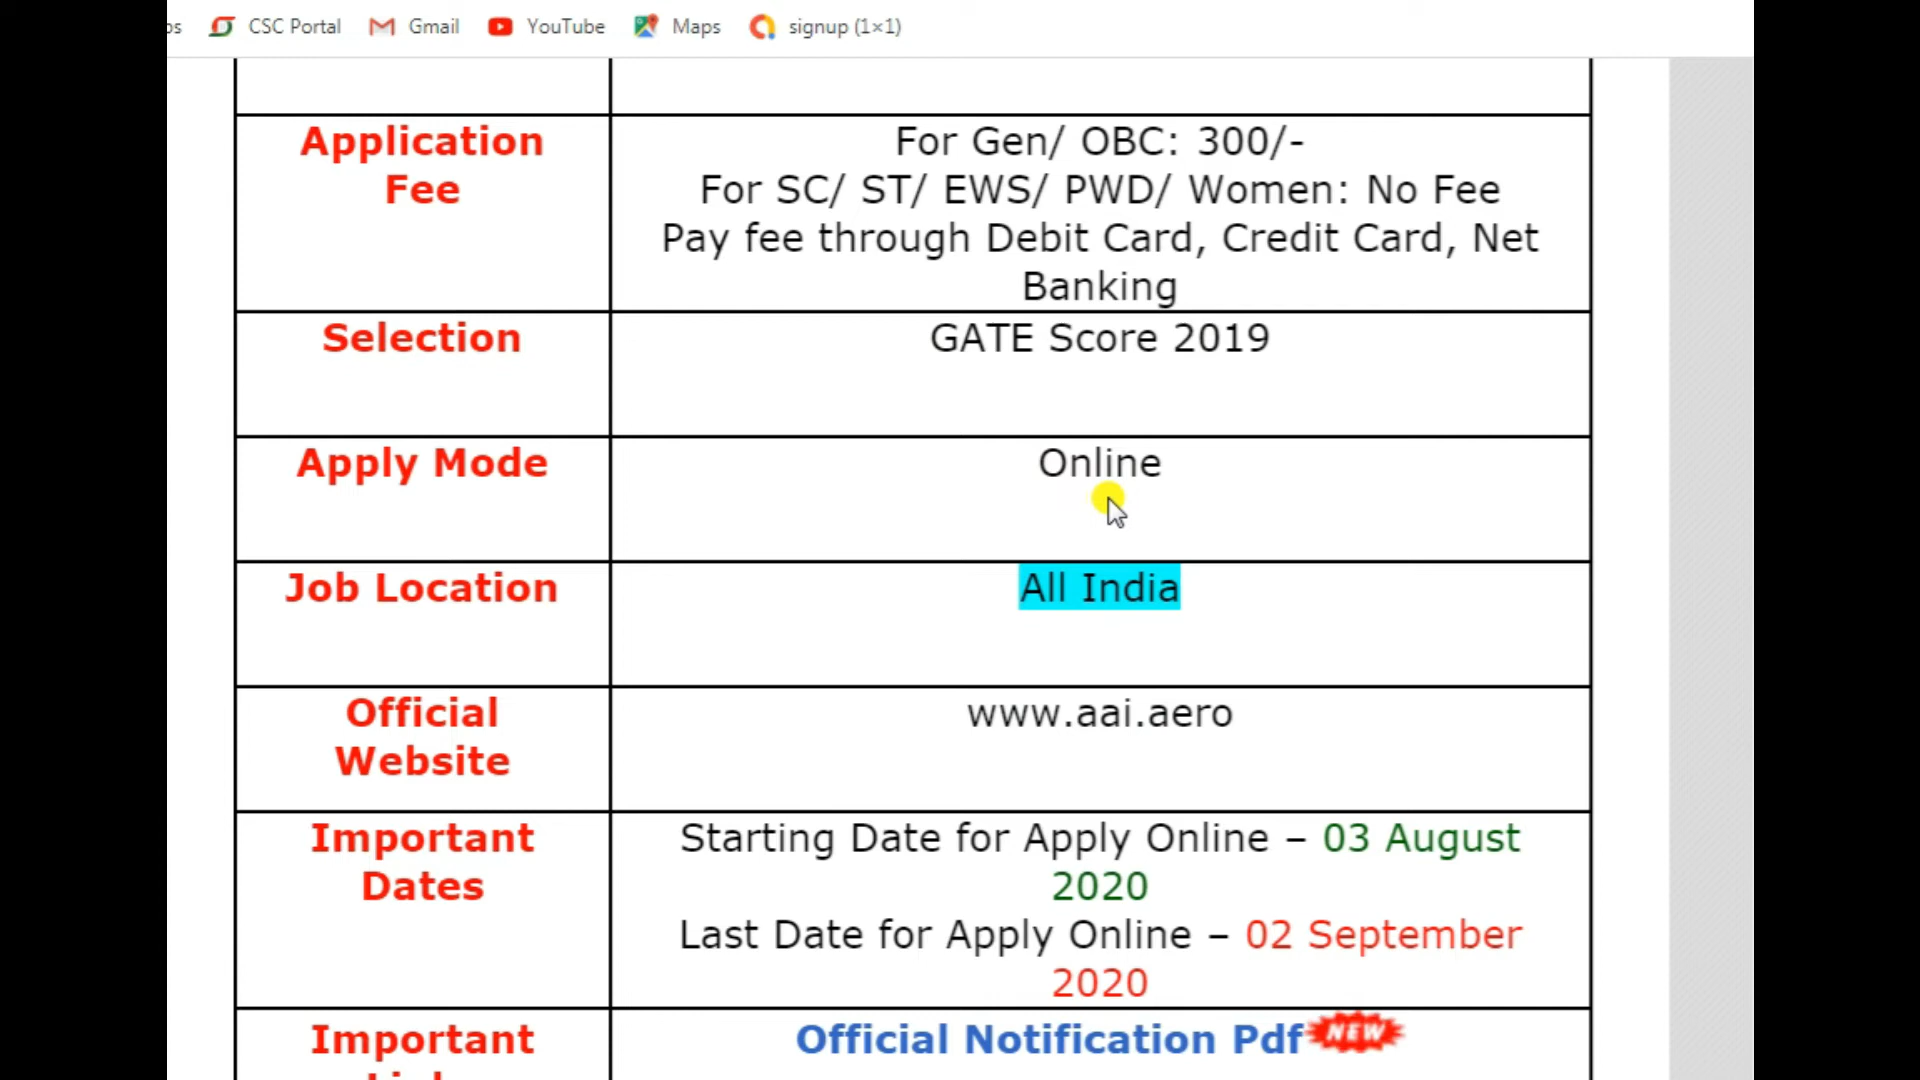 CSC Portal Gmail YouTube Maps signup (1×1)
Application
Fee
For Gen/ OBC: 300/-
For SC/ ST/ EWS/ PWD/ Women: No Fee
Pay fee through Debit Card, Credit Card, Net
Banking
Selection
GATE Score 2019
Apply Mode
Online
Job Location
All India
Official
Website
www.aai.aero
Important
Dates
Starting Date for Apply Online – 03 August
2020
Last Date for Apply Online – 02 September
2020
Important
Official Notification Pdf NEW